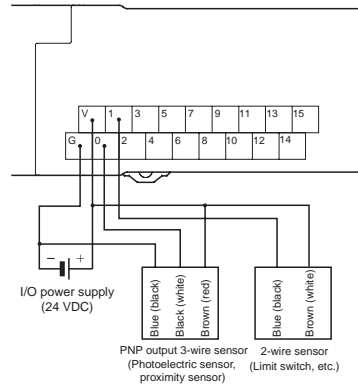 V 1 3 5 7 9 11 13 15
G 0 2 4 6 8 10 12 14
− +
I/O power supply
(24 VDC)
Blue (black)
Black (white)
Brown (red)
Blue (black)
Brown (white)
PNP output 3-wire sensor
(Photoelectric sensor,
proximity sensor)
2-wire sensor
(Limit switch, etc.)